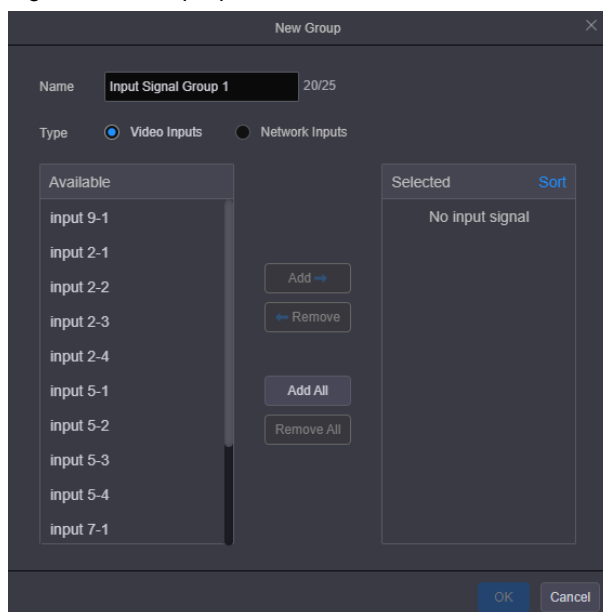 New Group
Name Input Signal Group 1 20/25
Type Video Inputs Network Inputs
Available
input 9-1
input 2-1
input 2-2
input 2-3
input 2-4
input 5-1
input 5-2
input 5-3
input 5-4
input 7-1
Add
Remove
Add All
Remove All
Selected Sort
No input signal
OK Cancel